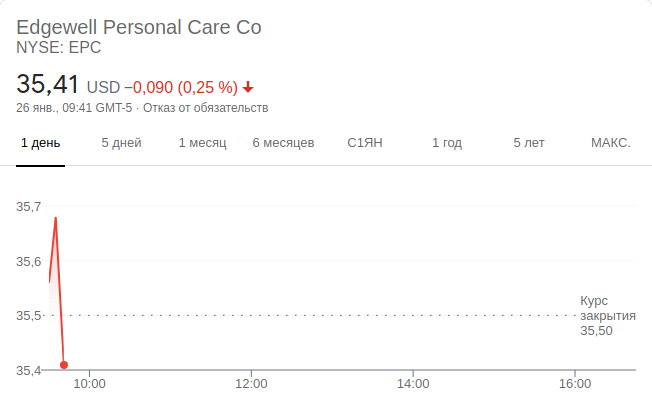 Edgewell Personal Care Co
NYSE: EPC
35,41 USD −0,090 (0,25 %)
26 янв., 09:41 GMT-5 · Отказ от обязательств
1 день 5 дней 1 месяц 6 месяцев С1ЯН 1 год 5 лет МАКС.
35,7
35,6
Курс
35,5 закрытия
35,50
35,4
10:00 12:00 14:00 16:00